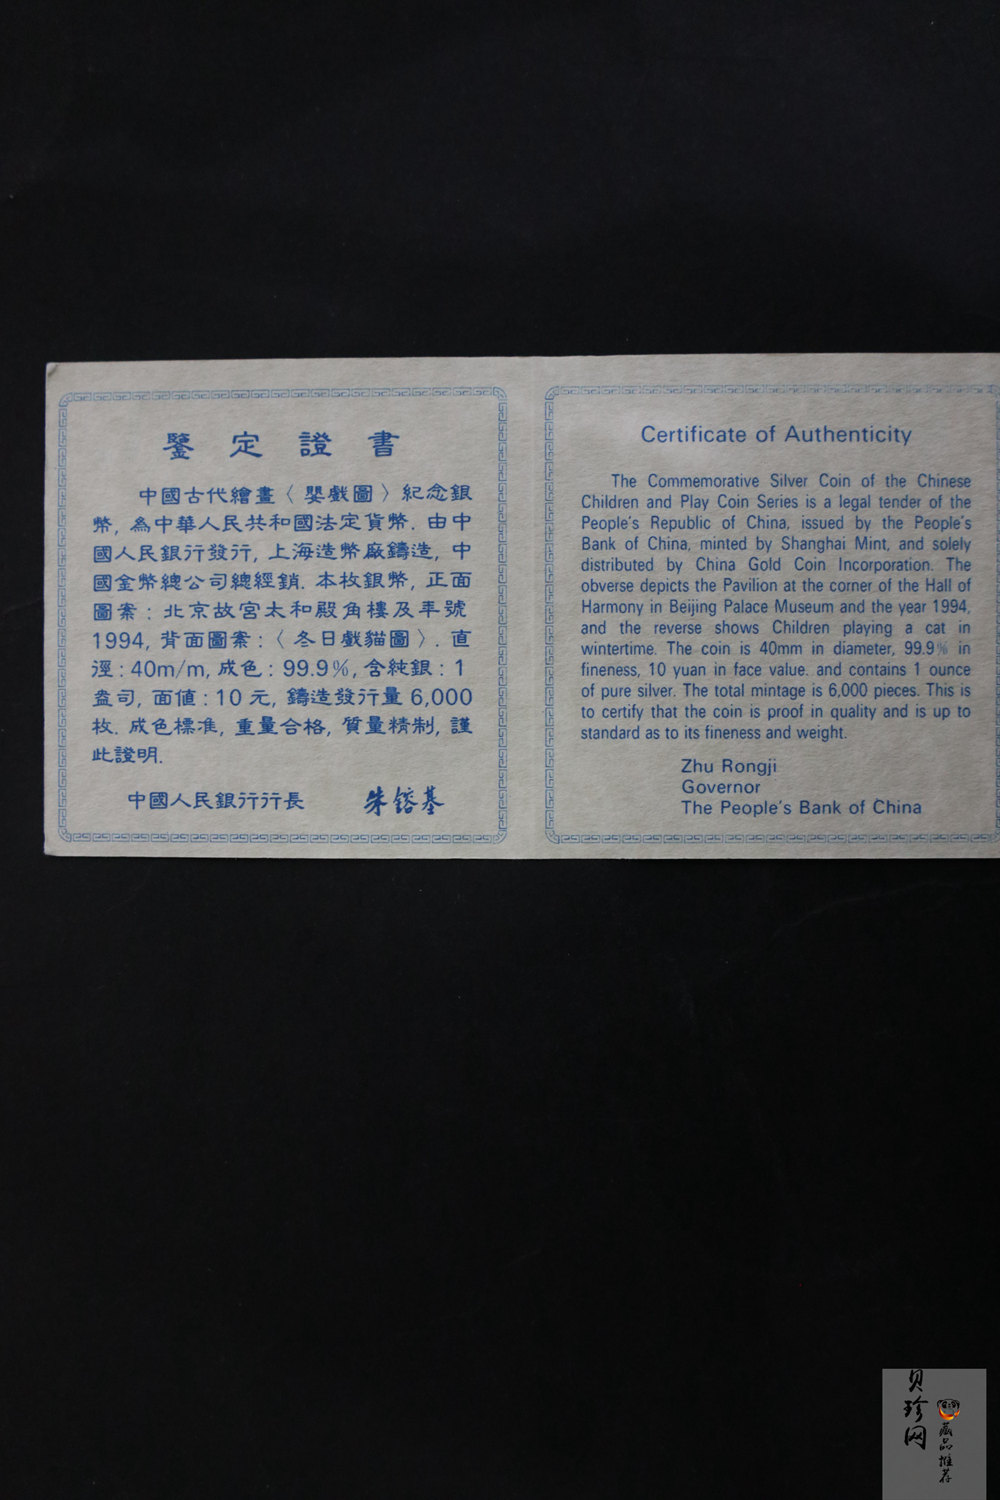 鑒定證書
中國古代繪畫〈嬰戲圖〉紀念銀
幣, 為中華人民共和國法定貨幣. 由中
國人民銀行發行, 上海造幣廠鑄造, 中
國金幣總公司總經銷. 本枚銀幣, 正面
圖案: 北京故宮太和殿角樓及年號
1994, 背面圖案:〈冬日戲貓圖〉. 直
徑: 40m/m, 成色: 99.9%, 含純銀: 1
盎司, 面值: 10 元, 鑄造發行量 6,000
枚. 成色標准, 重量合格, 質量精制, 謹
此證明.
中國人民銀行行長 朱鎔基
Certificate of Authenticity
The Commemorative Silver Coin of the Chinese
Children and Play Coin Series is a legal tender of the
People's Republic of China, issued by the People's
Bank of China, minted by Shanghai Mint, and solely
distributed by China Gold Coin Incorporation. The
obverse depicts the Pavilion at the corner of the Hall of
Harmony in Beijing Palace Museum and the year 1994,
and the reverse shows Children playing a cat in
wintertime. The coin is 40mm in diameter, 99.9% in
fineness, 10 yuan in face value. and contains 1 ounce
of pure silver. The total mintage is 6,000 pieces. This is
to certify that the coin is proof in quality and is up to
standard as to its fineness and weight.
Zhu Rongji
Governor
The People's Bank of China
贝珍网
藏品推荐